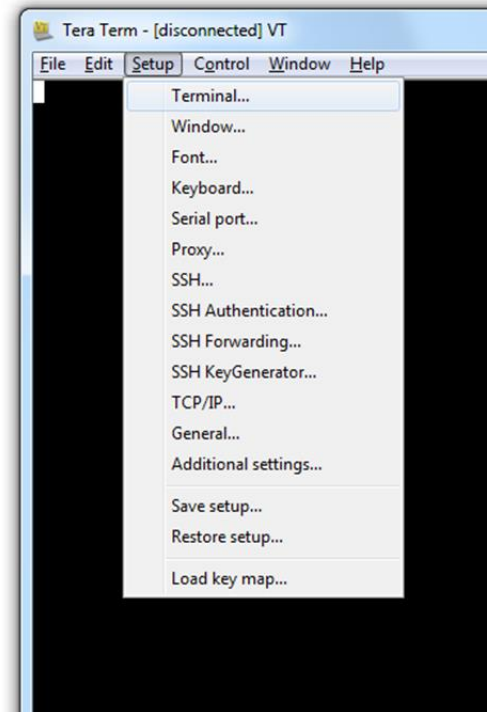 Tera Term - [disconnected] VT
File Edit Setup Control Window Help
Terminal...
Window...
Font...
Keyboard...
Serial port...
Proxy...
SSH...
SSH Authentication...
SSH Forwarding...
SSH KeyGenerator...
TCP/IP...
General...
Additional settings...
Save setup...
Restore setup...
Load key map...